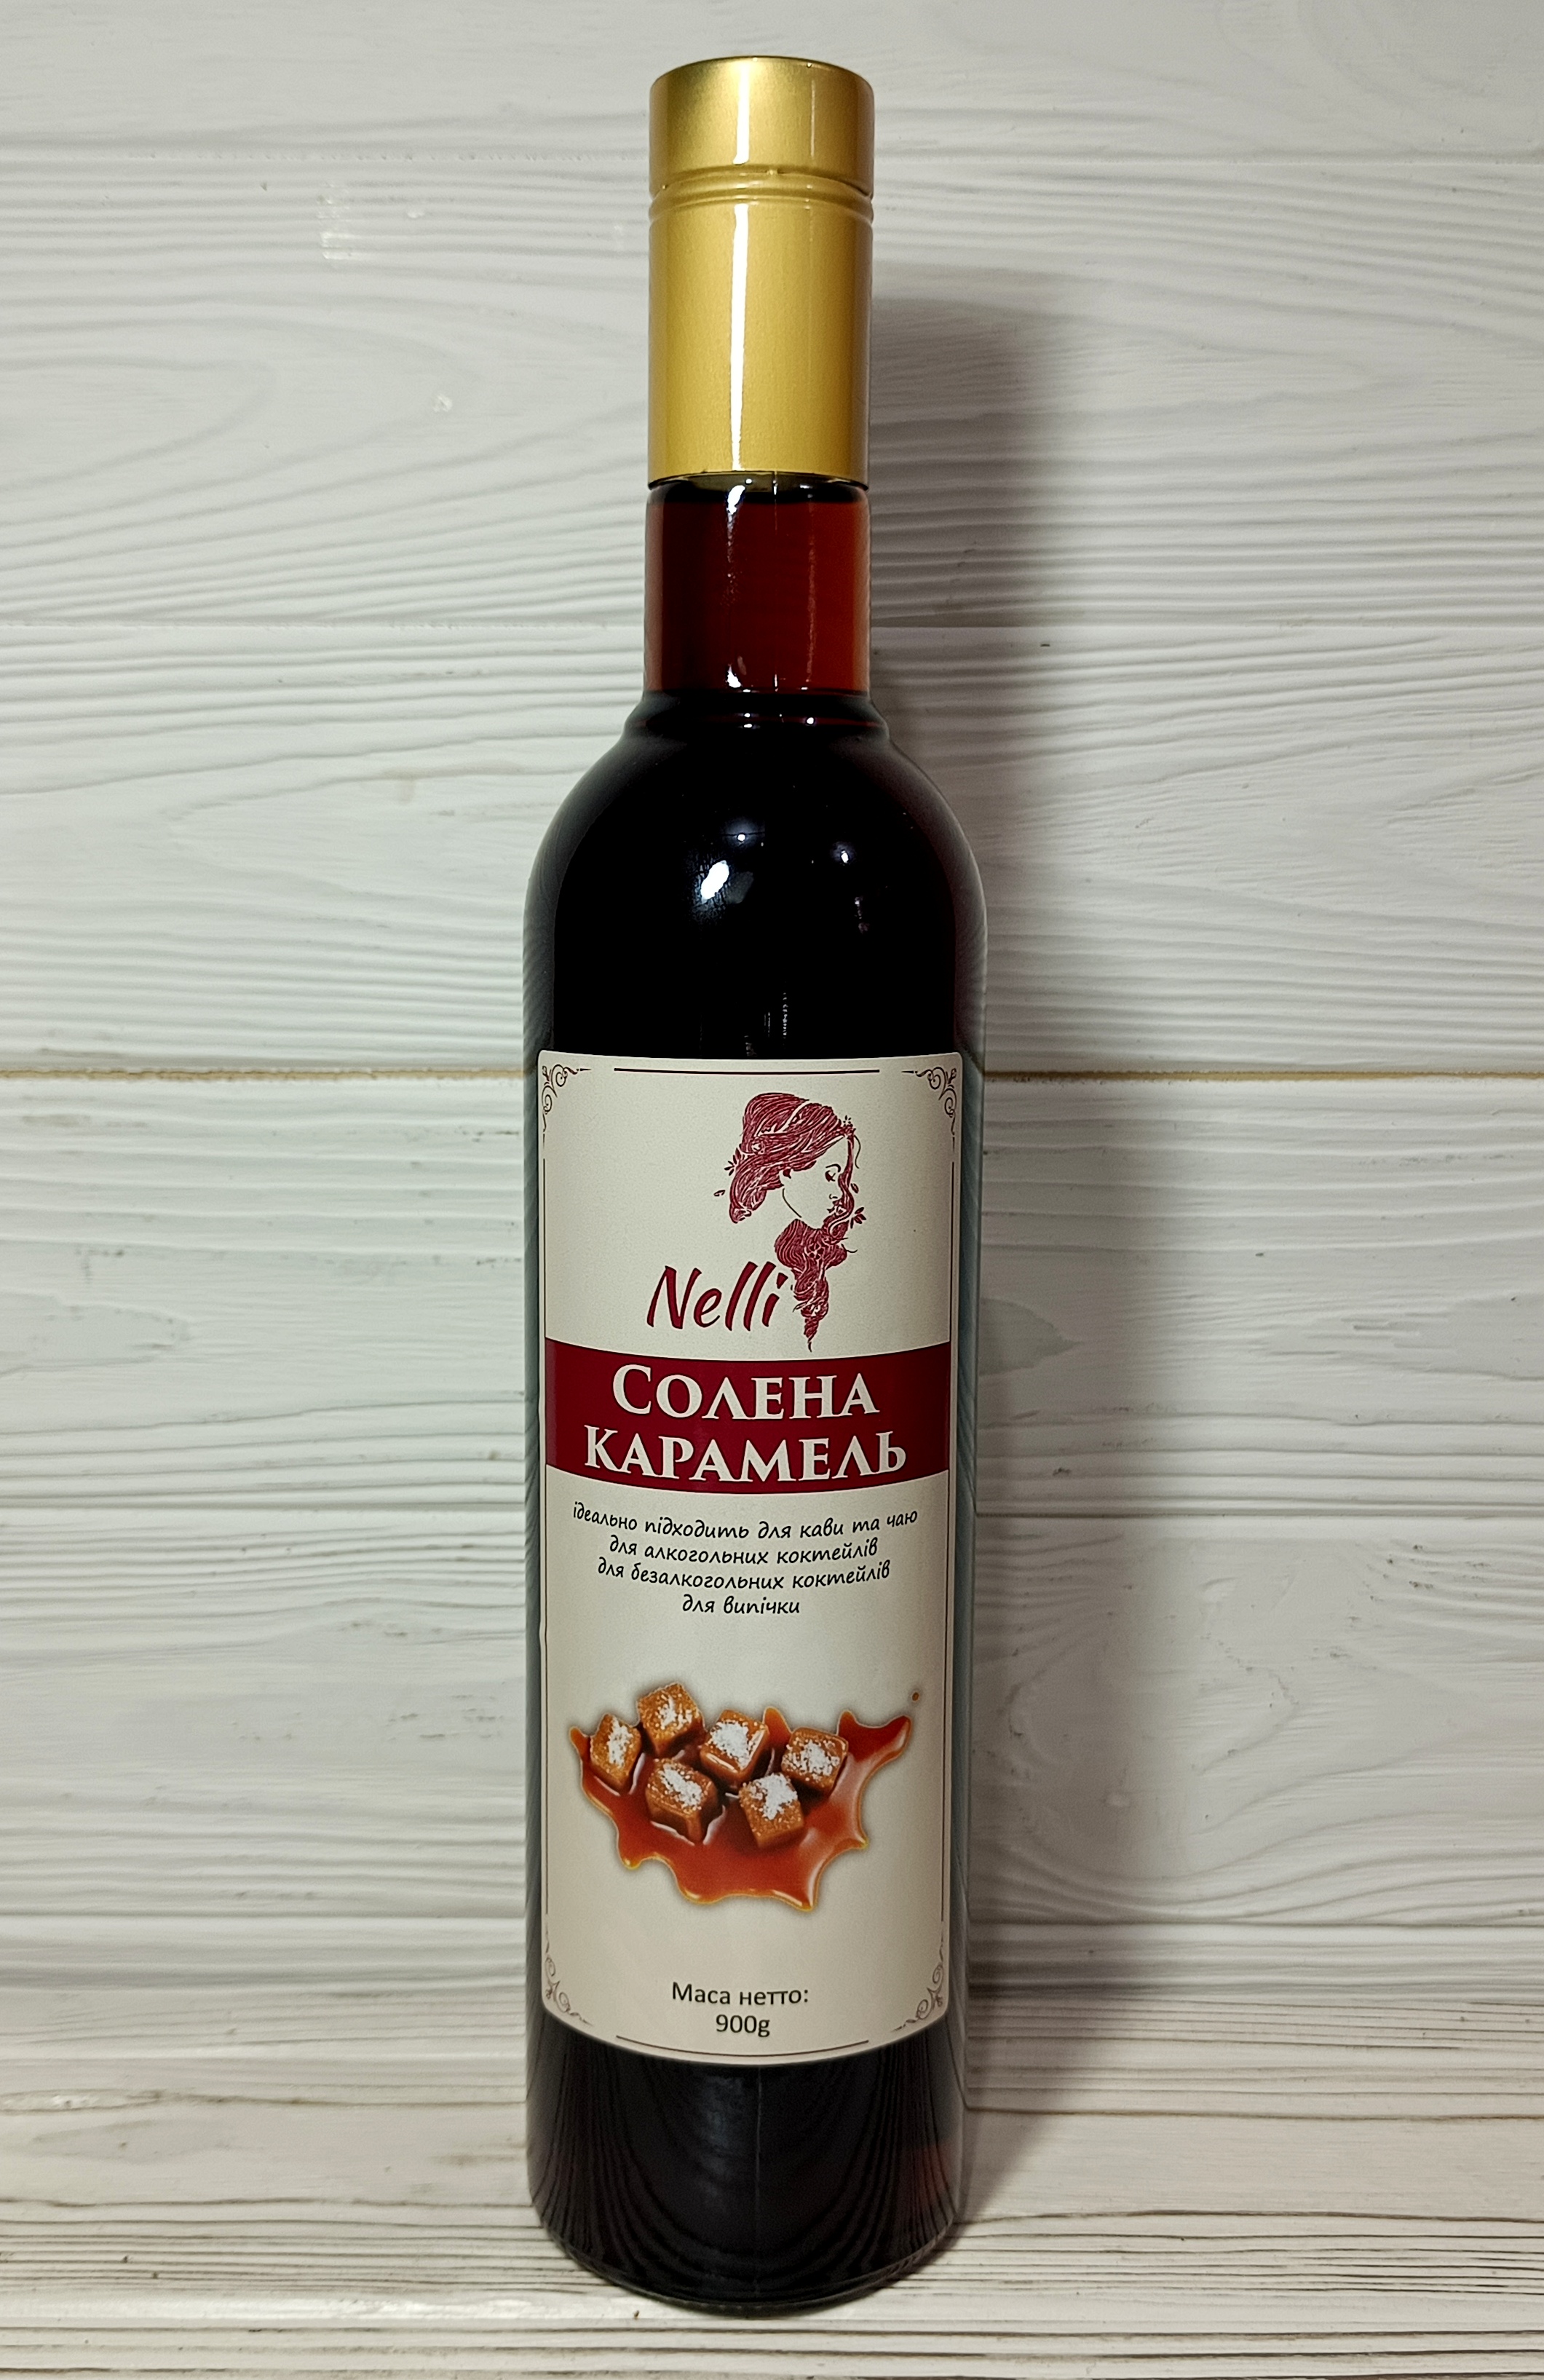 Nelli
СОЛЕНА
КАРАМЕЛЬ
ідеально підходить для кави та чаю
для алкогольних коктейлів
для безалкогольних коктейлів
для випічки
Маса нетто:
900g